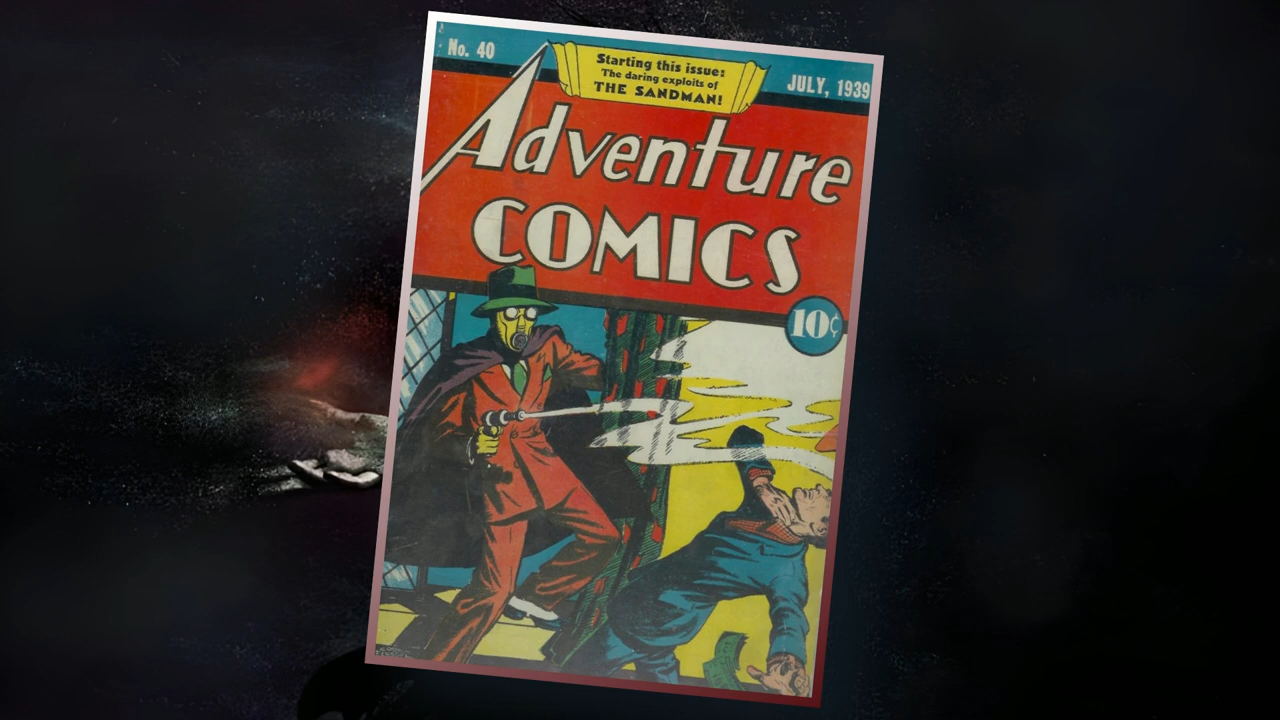 No. 40
Starting this issue:
The daring exploits of
THE SANDMAN!
JULY, 1939
Adventure
COMICS
10¢